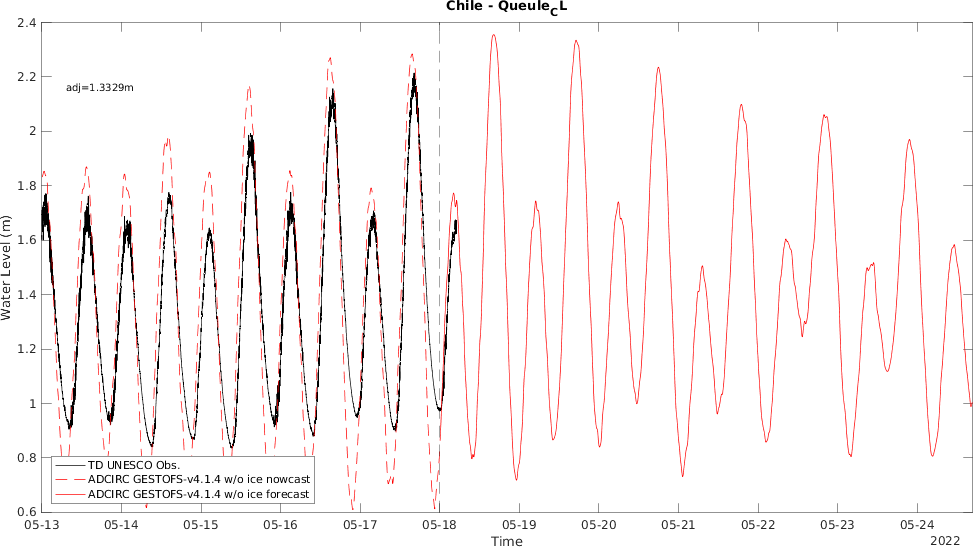 Chile - Queule_CL
adj=1.3329m
Water Level (m)
2.4
2.2
2
1.8
1.6
1.4
1.2
1
0.8
0.6
TD UNESCO Obs.
ADCIRC GESTOFS-v4.1.4 w/o ice nowcast
ADCIRC GESTOFS-v4.1.4 w/o ice forecast
05-13 05-14 05-15 05-16 05-17 05-18 05-19 05-20 05-21 05-22 05-23 05-24
Time
2022